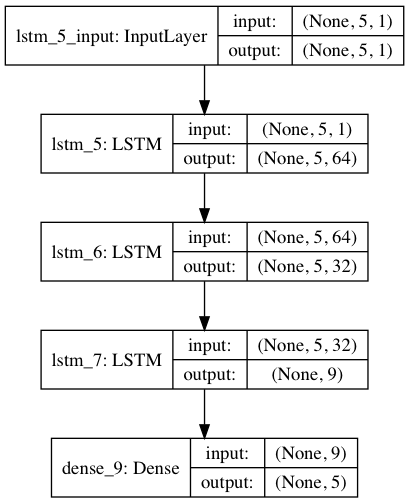 lstm_5_input: InputLayer
input: (None, 5, 1)
output: (None, 5, 1)
lstm_5: LSTM
input: (None, 5, 1)
output: (None, 5, 64)
lstm_6: LSTM
input: (None, 5, 64)
output: (None, 5, 32)
lstm_7: LSTM
input: (None, 5, 32)
output: (None, 9)
dense_9: Dense
input: (None, 9)
output: (None, 5)